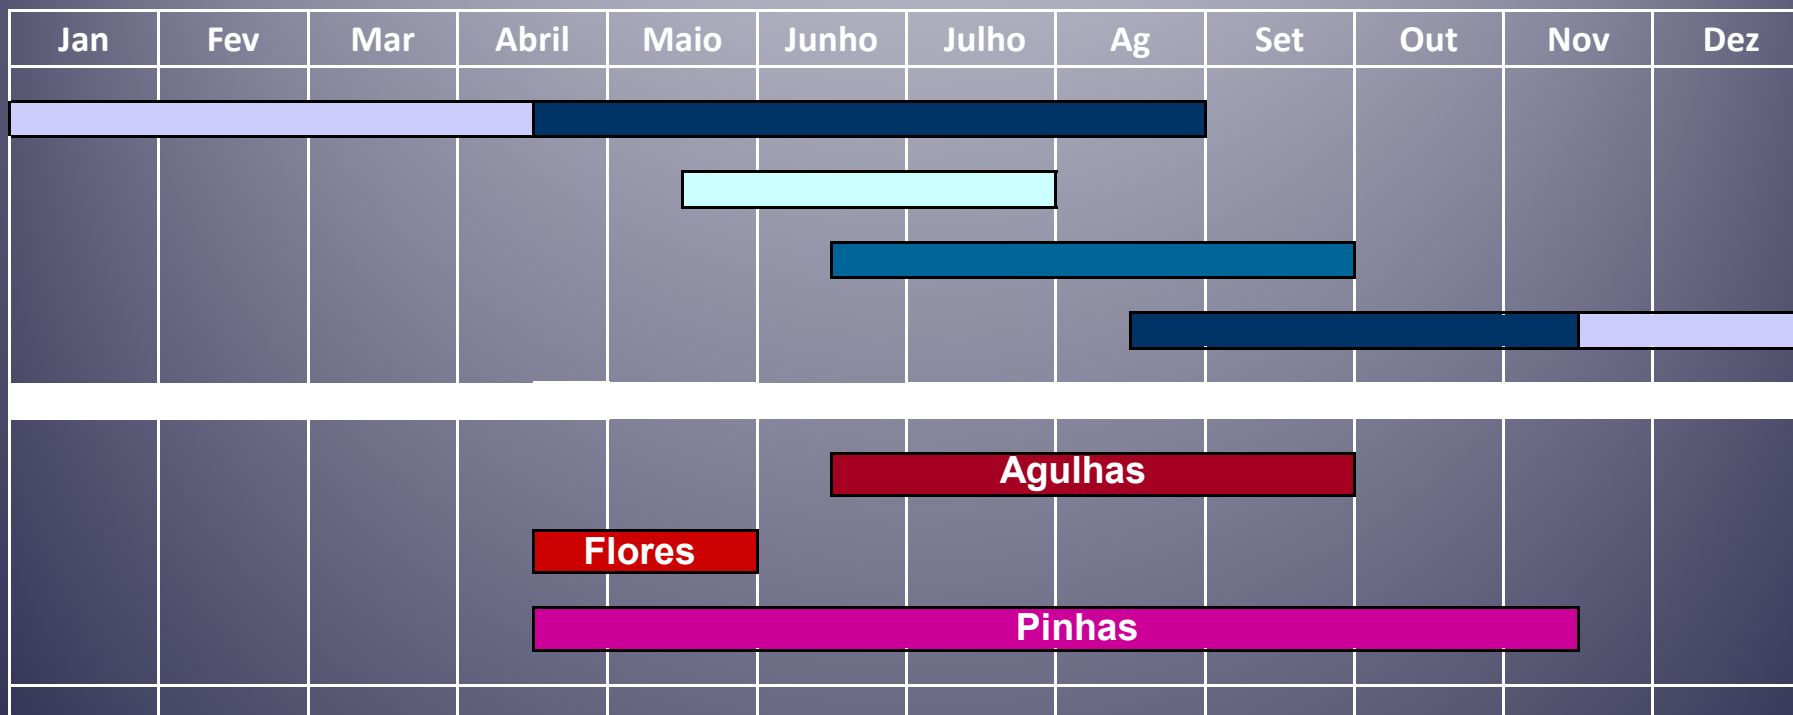 Jan Fev Mar Abril Maio Junho Julho Ag Set Out Nov Dez
Agulhas
Flores
Pinhas